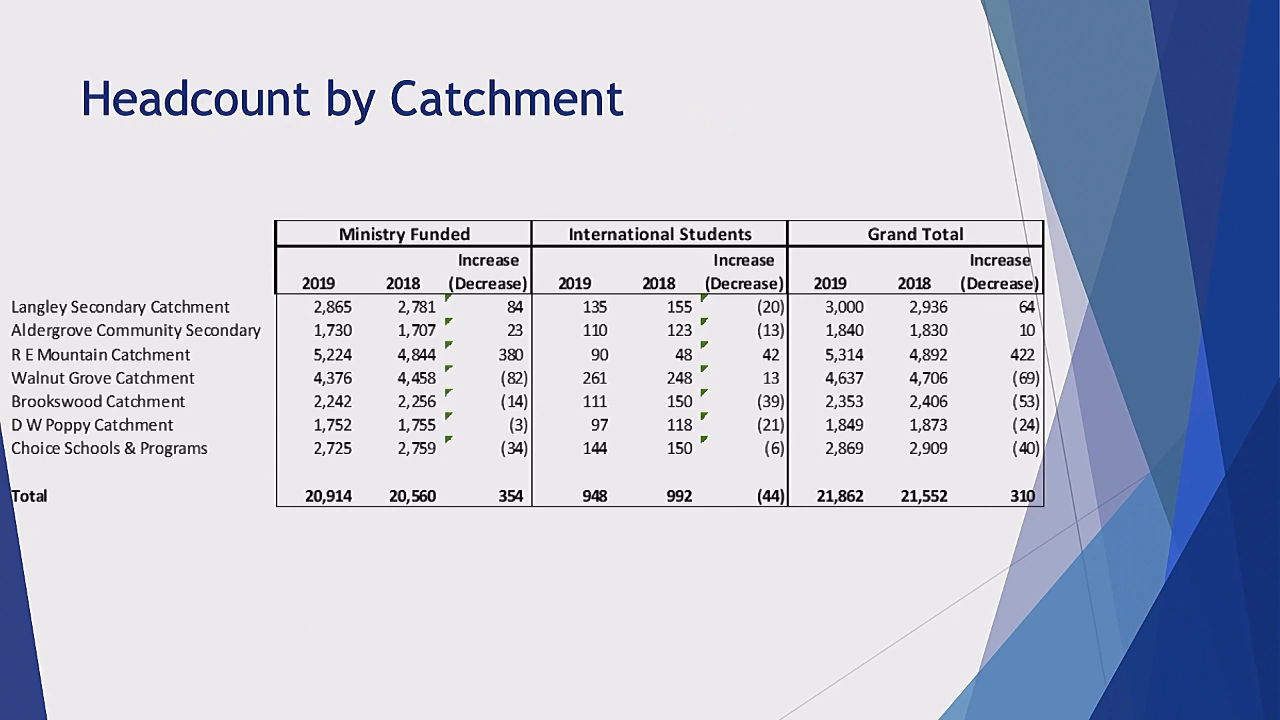 Headcount by Catchment
Ministry Funded International Students Grand Total
Increase Increase Increase
2019 2018 (Decrease) 2019 2018 (Decrease) 2019 2018 (Decrease)
Langley Secondary Catchment 2,865 2,781 84 135 155 (20) 3,000 2,936 64
Aldergrove Community Secondary 1,730 1,707 23 110 123 (13) 1,840 1,830 10
R E Mountain Catchment 5,224 4,844 380 90 48 42 5,314 4,892 422
Walnut Grove Catchment 4,376 4,458 (82) 261 248 13 4,637 4,706 (69)
Brookswood Catchment 2,242 2,256 (14) 111 150 (39) 2,353 2,406 (53)
D W Poppy Catchment 1,752 1,755 (3) 97 118 (21) 1,849 1,873 (24)
Choice Schools & Programs 2,725 2,759 (34) 144 150 (6) 2,869 2,909 (40)
Total 20,914 20,560 354 948 992 (44) 21,862 21,552 310